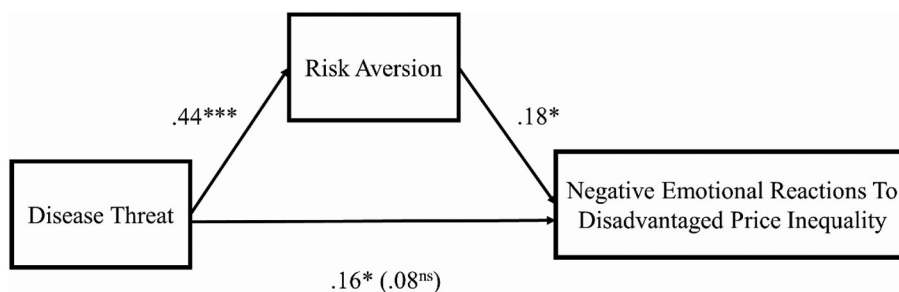 Risk Aversion
.44***
.18*
Disease Threat
Negative Emotional Reactions To
Disadvantaged Price Inequality
.16* (.08ns)